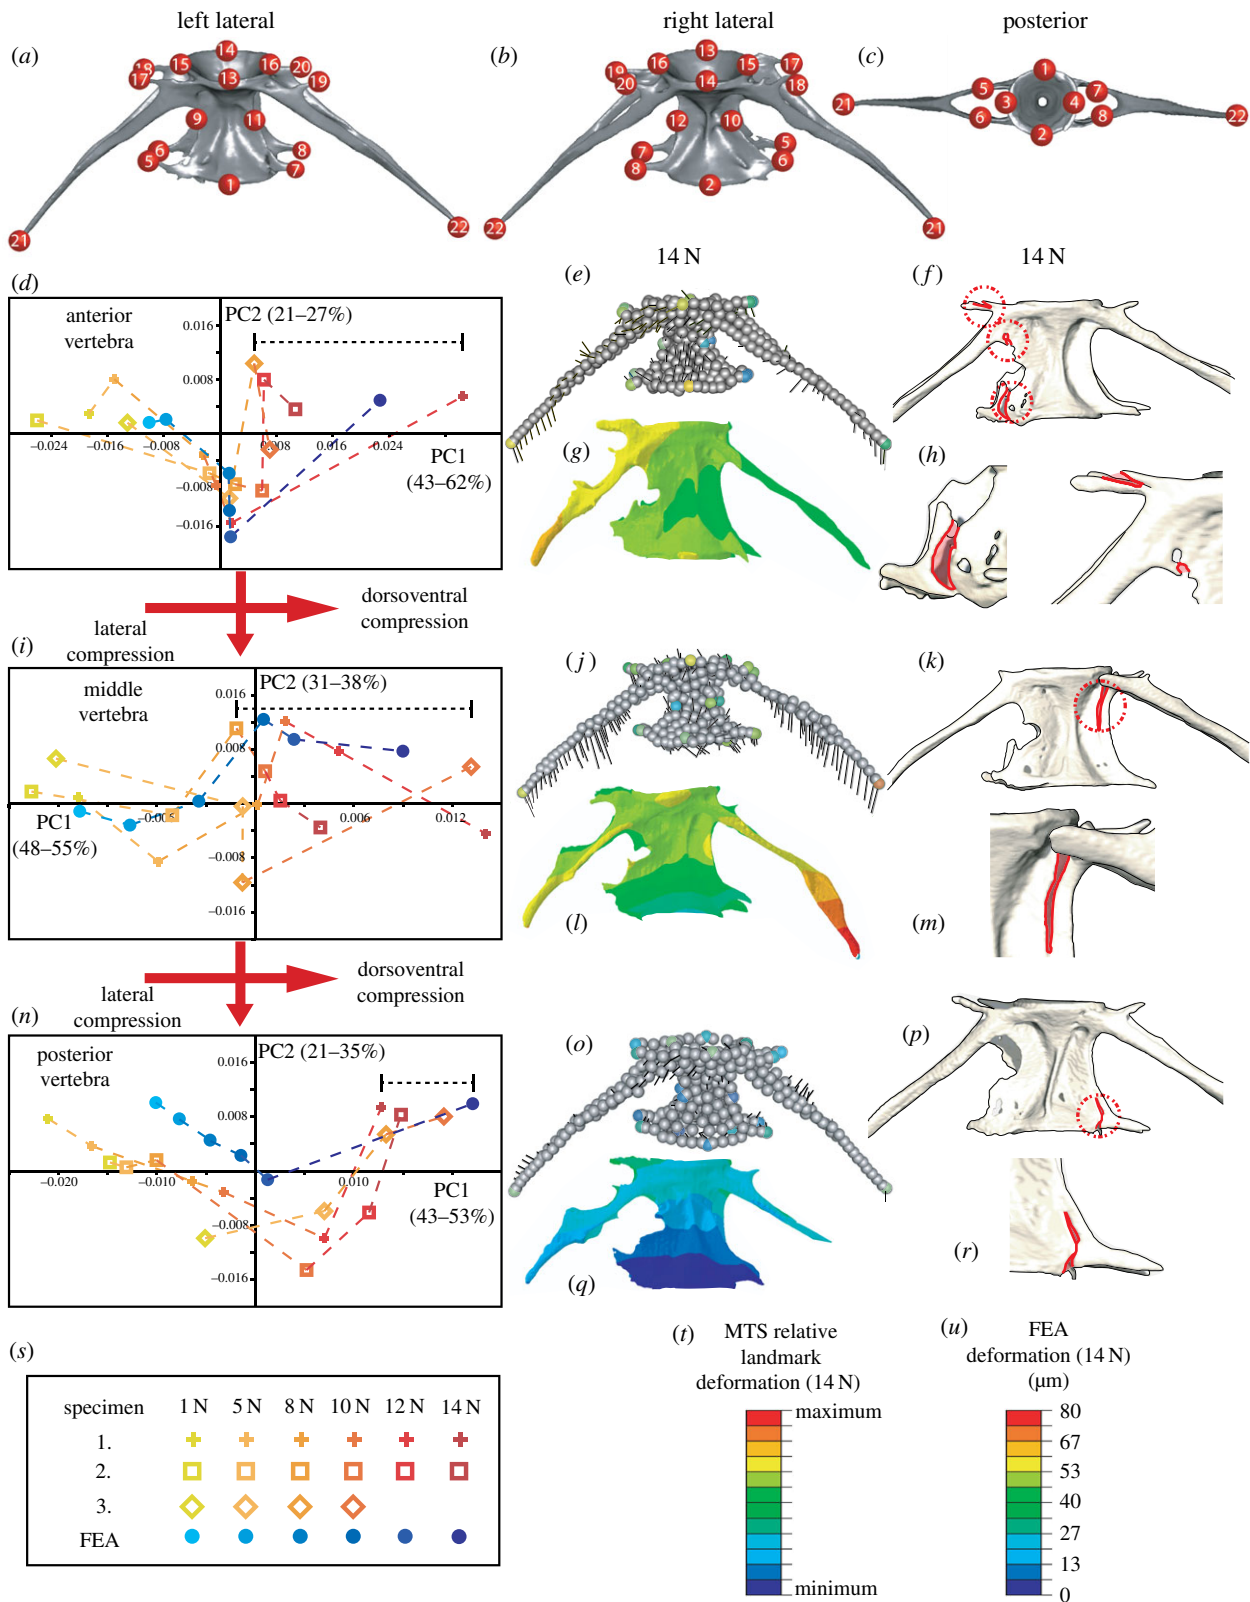 left lateral
right lateral
posterior
(a)
(b)
(c)
14
18 15 16 20
17 13 19
9 11
6 8
5 7
1
21
22
13
19 16 15 17
20 14 18
12 10
5
7 6
8
2
22
21
1
5 7
21 3 4
6 8 22
2
(d)
anterior
vertebra
PC2 (21–27%)
0.016
0.008
–0.024 –0.016 –0.008 0.008 0.016 0.024
–0.008
–0.016
PC1
(43–62%)
14 N
(e)
14 N
(f)
(g)
(h)
lateral
compression
dorsoventral
compression
(i)
middle
vertebra
PC2 (31–38%)
0.016
0.008
0.006 0.012
–0.008
–0.016
PC1
(48–55%)
(j)
(k)
(l)
(m)
lateral
compression
dorsoventral
compression
(n)
posterior
vertebra
PC2 (21–35%)
0.016
0.008
–0.020 –0.010 0.010
–0.008
–0.016
PC1
(43–53%)
(o)
(p)
(q)
(r)
(s)
specimen 1 N 5 N 8 N 10 N 12 N 14 N
1.
2.
3.
FEA
(t)
MTS relative
landmark
deformation (14 N)
maximum
minimum
(u)
FEA
deformation (14 N)
(μm)
80
67
53
40
27
13
0